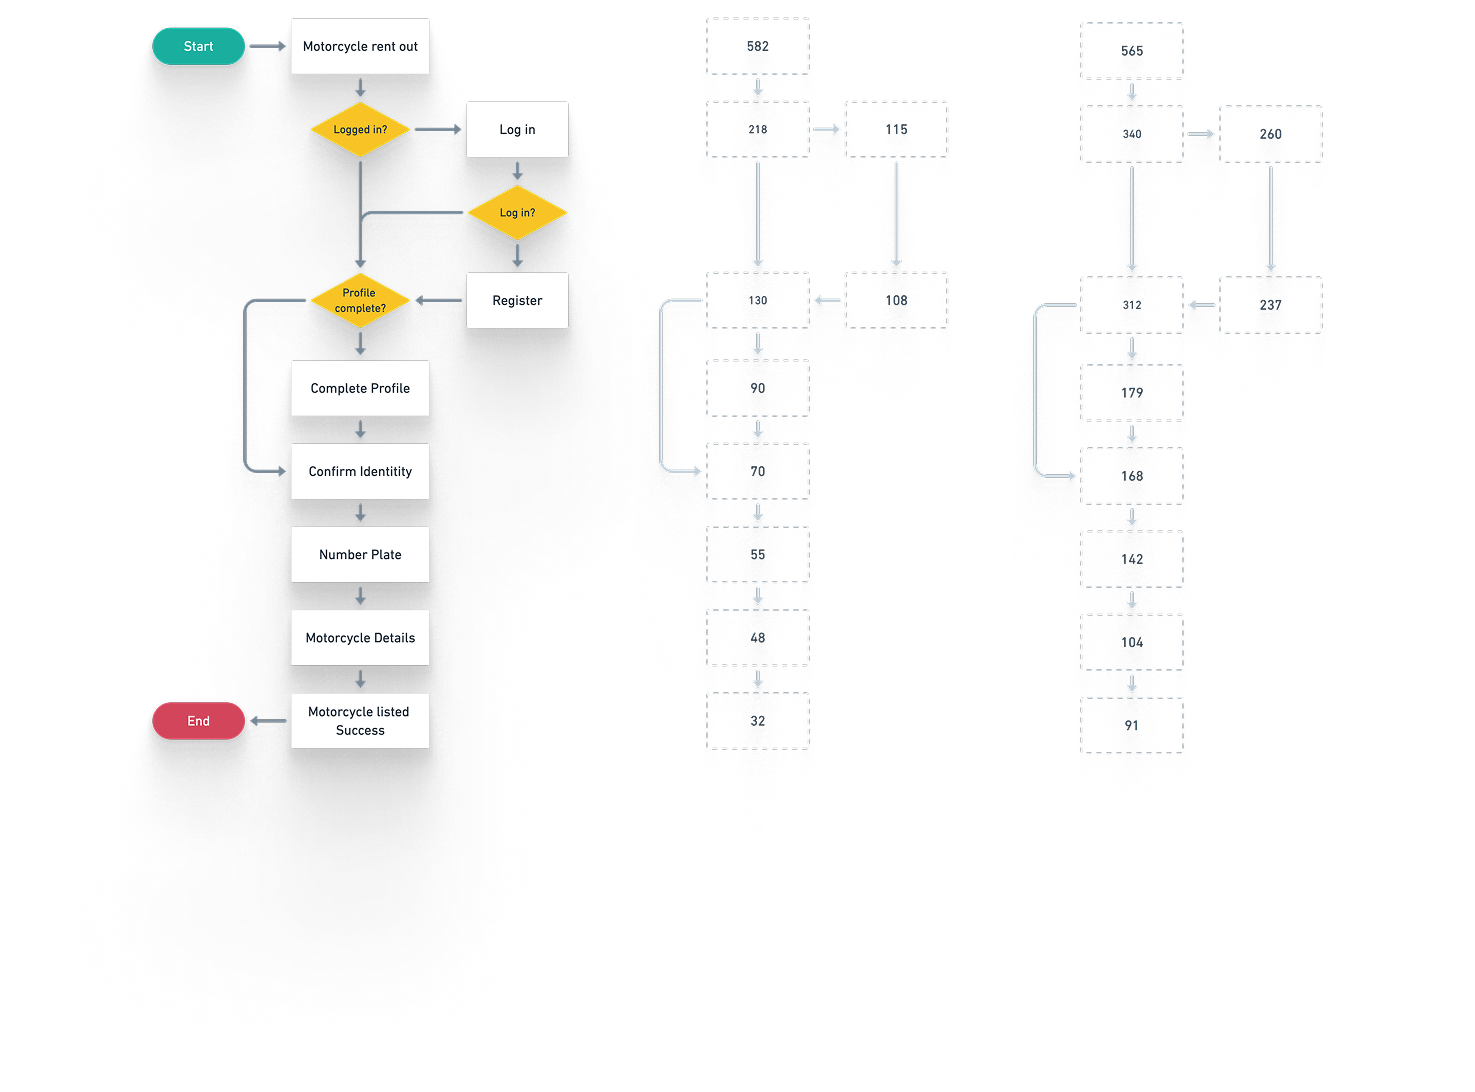 Start
Motorcycle rent out
Logged in?
Log in
Log in?
Profile
complete?
Register
Complete Profile
Confirm Identitity
Number Plate
Motorcycle Details
Motorcycle listed
Success
End
582
218
115
130
108
90
70
55
48
32
565
340
260
312
237
179
168
142
104
91